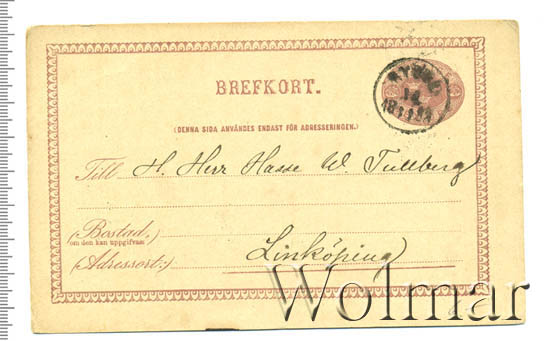 BREFKORT.
(DENNA SIDA ANVÄNDES ENDAST FÖR ADRESSERINGEN.)
Till H. Herr Hasse W. Tullberg
(Bostad)
om den kan uppgifvas
(Adressort:) Linköping
Wolmar